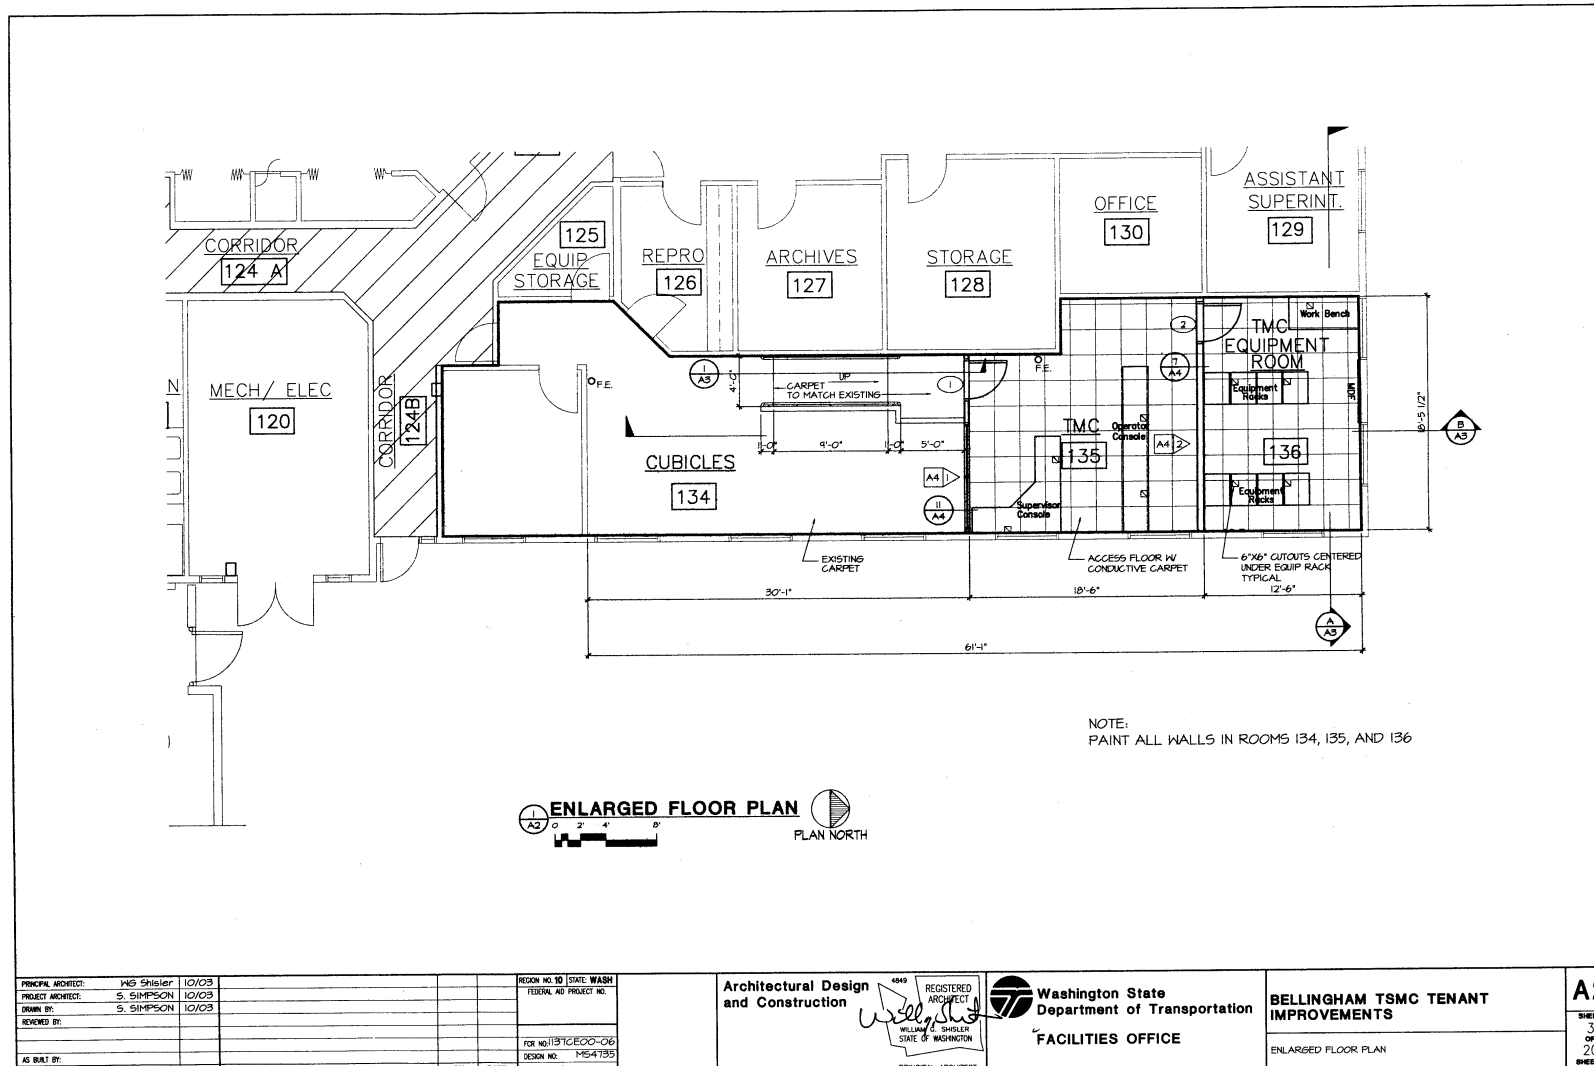 ASSISTANT
SUPERINT.
129
OFFICE
130
CORRIDOR
124 A
125
EQUIP
STORAGE
REPRO
126
ARCHIVES
127
STORAGE
128
MECH/ ELEC
120
N
CORRIDOR
124B
F.E.
1
A3
4'-0"
UP
CARPET
TO MATCH EXISTING
1
F.E.
2
7
A4
TMC
EQUIPMENT
ROOM
Work Bench
Equipment
Racks
MDF
18'-5 1/2"
B
A3
1'-0"
9'-0"
1'-0"
5'-0"
CUBICLES
134
A4 1
11
A4
TMC
135
Operator
Console
A4 2
136
Supervisor
Console
Equipment
Racks
EXISTING
CARPET
ACCESS FLOOR W/
CONDUCTIVE CARPET
6"X6" CUTOUTS CENTERED
UNDER EQUIP RACK
TYPICAL
30'-1"
18'-6"
12'-6"
A
A3
61'-1"
NOTE:
PAINT ALL WALLS IN ROOMS 134, 135, AND 136
1
A2
ENLARGED FLOOR PLAN
0 2' 4' 8'
PLAN NORTH
PRINCIPAL ARCHITECT: WG Shisler 10/03
PROJECT ARCHITECT: S. SIMPSON 10/03
DRAWN BY: S. SIMPSON 10/03
REVIEWED BY:
AS BUILT BY:
REGION NO. 10 STATE: WASH
FEDERAL AID PROJECT NO.
FCR NO: 1137CE00-06
DESIGN NO: MS4735
Architectural Design
and Construction
4849
REGISTERED
ARCHITECT
WILLIAM G. SHISLER
STATE OF WASHINGTON
Washington State
Department of Transportation
FACILITIES OFFICE
BELLINGHAM TSMC TENANT
IMPROVEMENTS
ENLARGED FLOOR PLAN